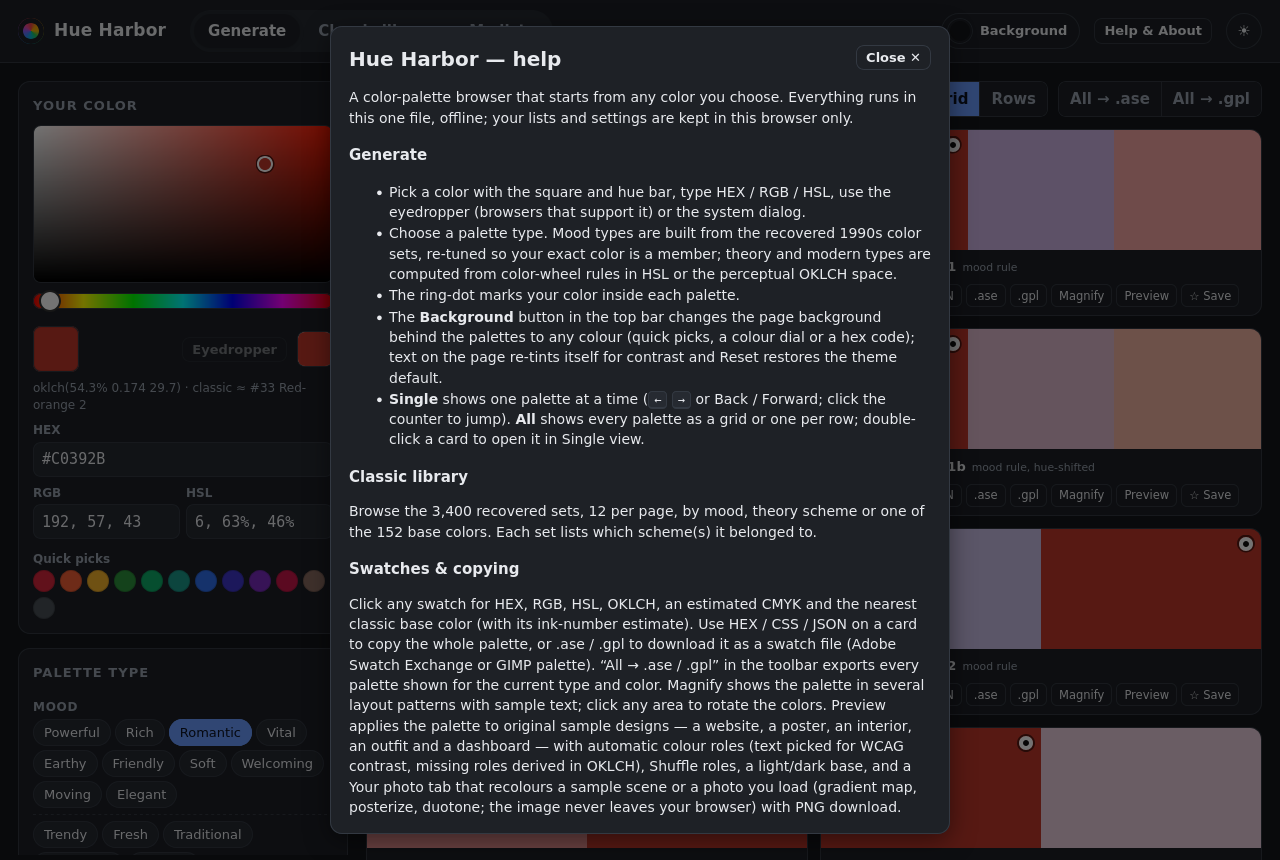 Hue Harbor
Generate
Background
Help & About
☀
Hue Harbor — help
Close ✕
A color-palette browser that starts from any color you choose. Everything runs in
this one file, offline; your lists and settings are kept in this browser only.
Generate
• Pick a color with the square and hue bar, type HEX / RGB / HSL, use the
eyedropper (browsers that support it) or the system dialog.
• Choose a palette type. Mood types are built from the recovered 1990s color
sets, re-tuned so your exact color is a member; theory and modern types are
computed from color-wheel rules in HSL or the perceptual OKLCH space.
• The ring-dot marks your color inside each palette.
• The Background button in the top bar changes the page background
behind the palettes to any colour (quick picks, a colour dial or a hex code);
text on the page re-tints itself for contrast and Reset restores the theme
default.
• Single shows one palette at a time (← → or Back / Forward; click the
counter to jump). All shows every palette as a grid or one per row; double-
click a card to open it in Single view.
Classic library
Browse the 3,400 recovered sets, 12 per page, by mood, theory scheme or one of
the 152 base colors. Each set lists which scheme(s) it belonged to.
Swatches & copying
Click any swatch for HEX, RGB, HSL, OKLCH, an estimated CMYK and the nearest
classic base color (with its ink-number estimate). Use HEX / CSS / JSON on a card
to copy the whole palette, or .ase / .gpl to download it as a swatch file (Adobe
Swatch Exchange or GIMP palette). “All → .ase / .gpl” in the toolbar exports every
palette shown for the current type and color. Magnify shows the palette in several
layout patterns with sample text; click any area to rotate the colors. Preview
applies the palette to original sample designs — a website, a poster, an interior,
an outfit and a dashboard — with automatic colour roles (text picked for WCAG
contrast, missing roles derived in OKLCH), Shuffle roles, a light/dark base, and a
Your photo tab that recolours a sample scene or a photo you load (gradient map,
posterize, duotone; the image never leaves your browser) with PNG download.
YOUR COLOR
Eyedropper
oklch(54.3% 0.174 29.7) · classic ≈ #33 Red-
orange 2
HEX
#C0392B
RGB
HSL
192, 57, 43
6, 63%, 46%
Quick picks
PALETTE TYPE
MOOD
Powerful
Rich
Romantic
Vital
Earthy
Friendly
Soft
Welcoming
Moving
Elegant
Trendy
Fresh
Traditional
Rows
All → .ase
All → .gpl
mood rule
.ase
.gpl
Magnify
Preview
☆ Save
mood rule, hue-shifted
.ase
.gpl
Magnify
Preview
☆ Save
mood rule
.ase
.gpl
Magnify
Preview
☆ Save